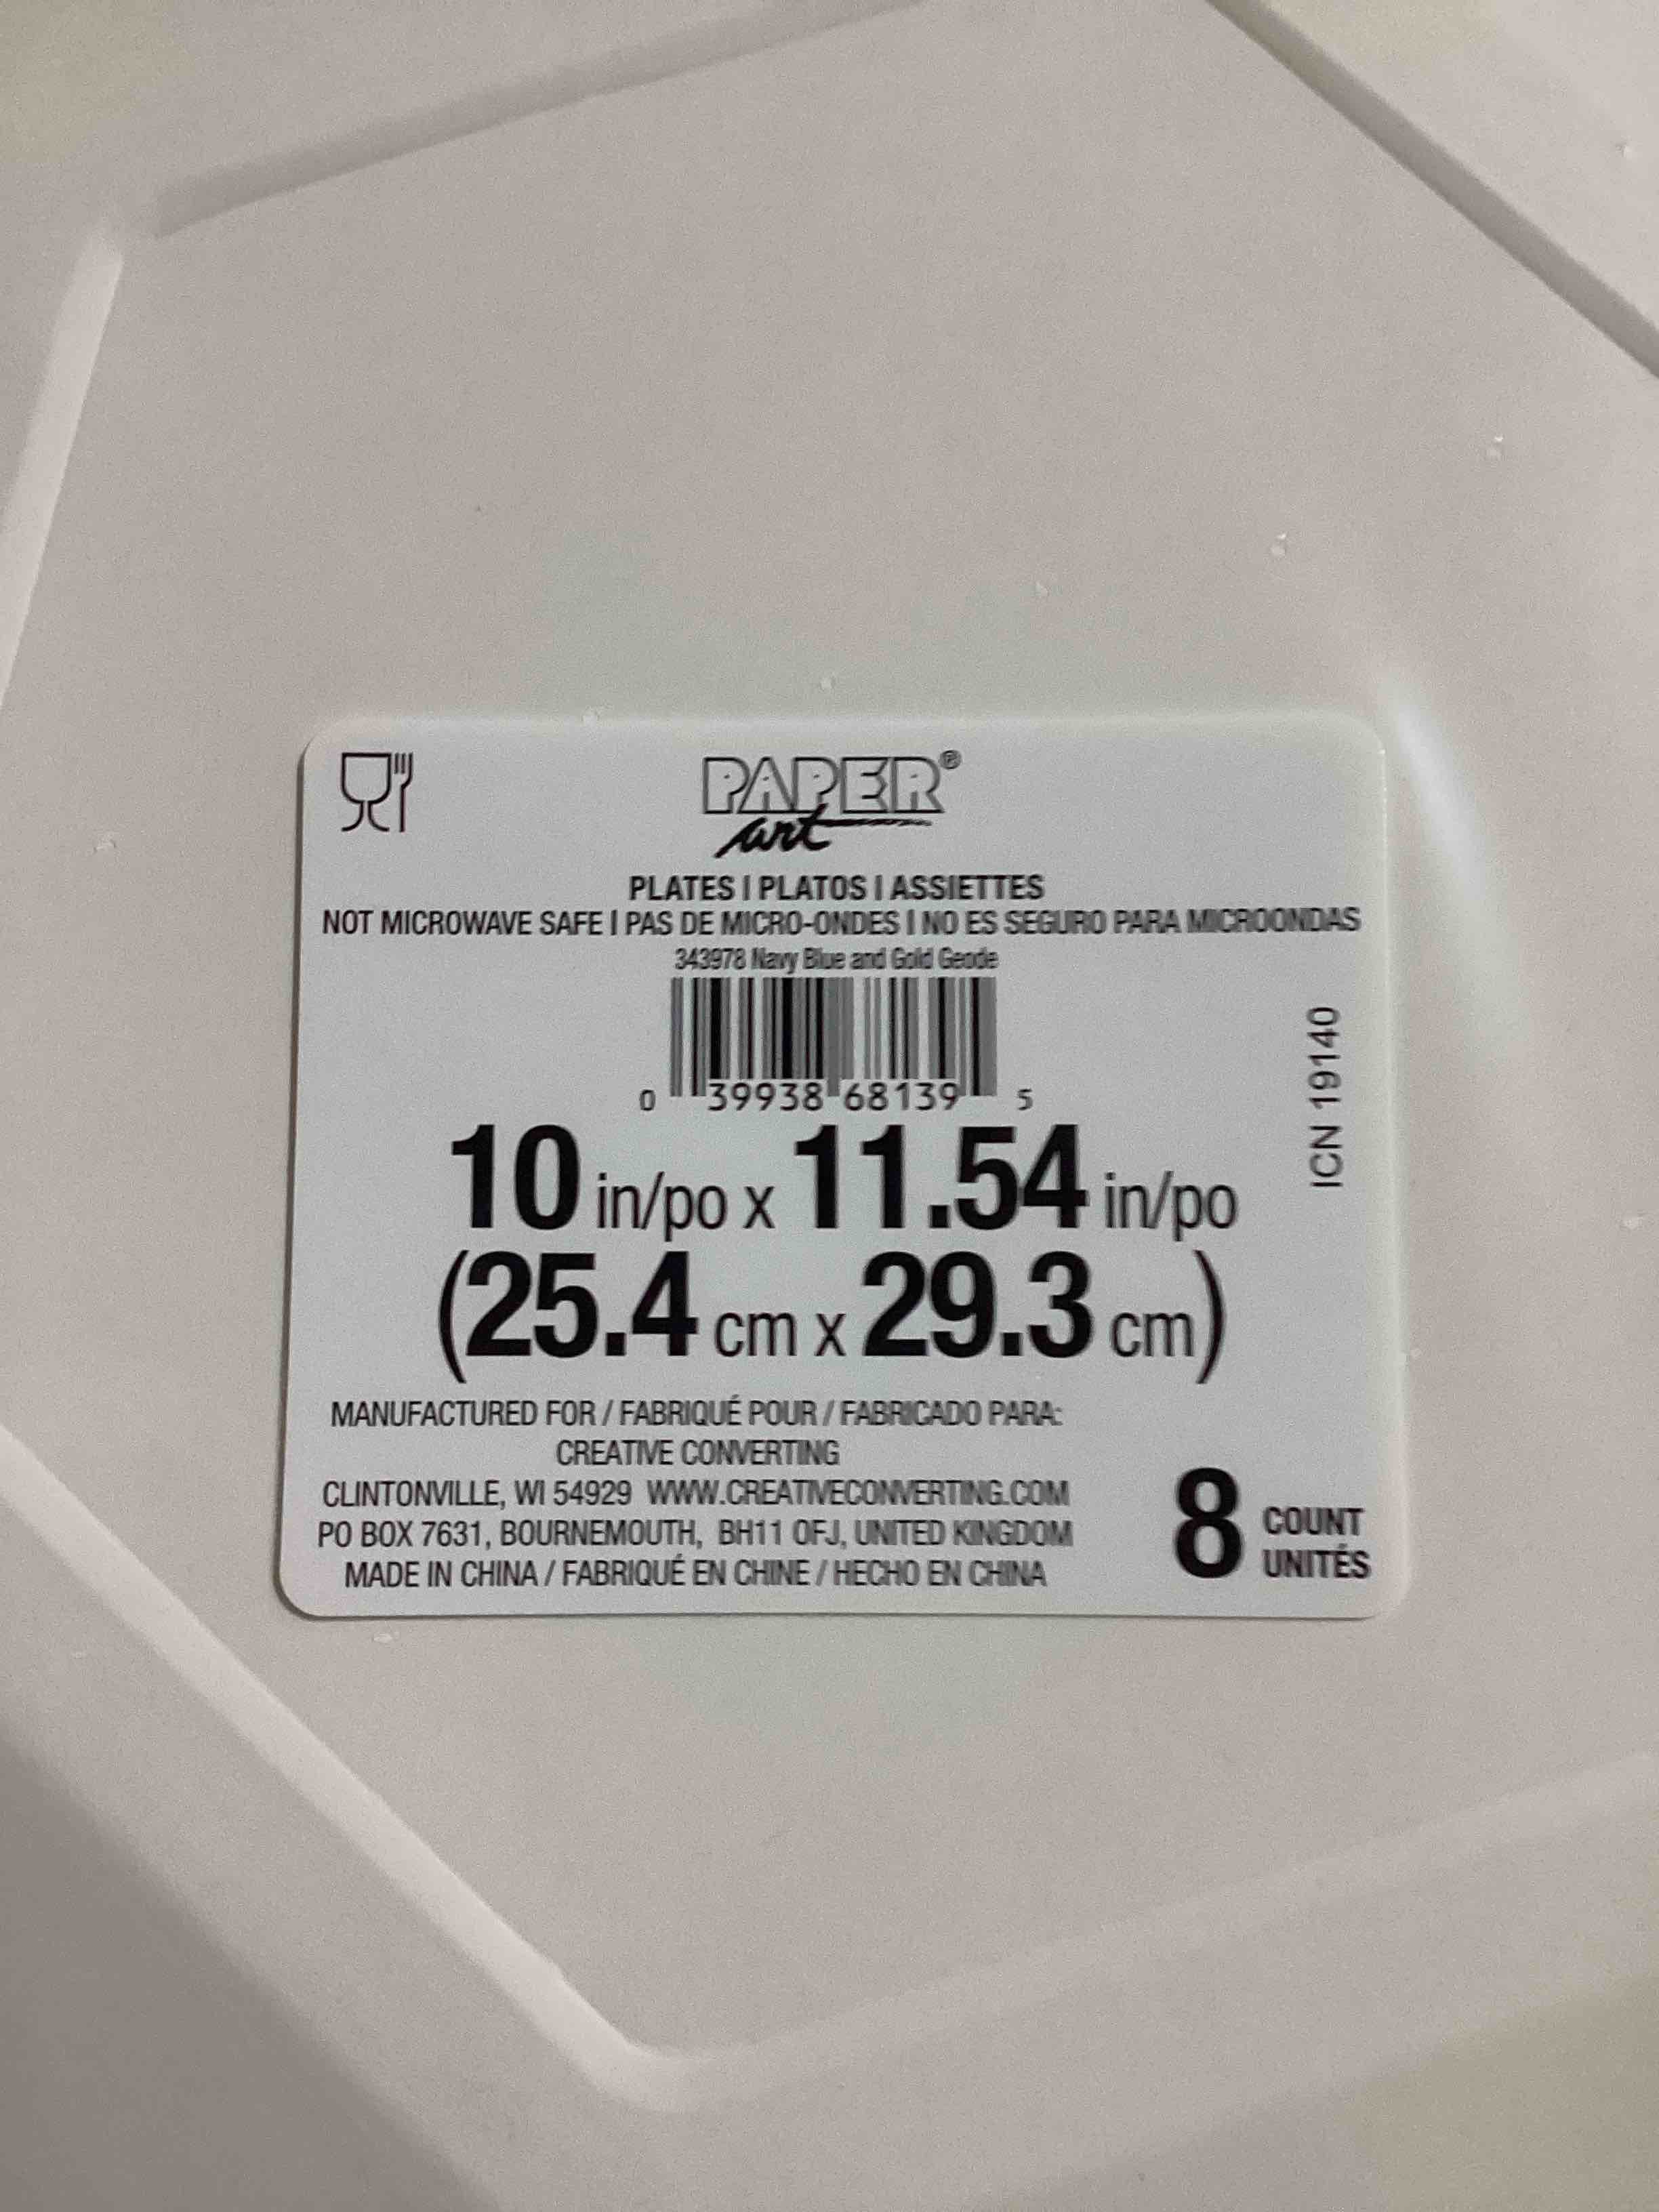 PAPER®
art
PLATES | PLATOS | ASSIETTES
NOT MICROWAVE SAFE | PAS DE MICRO-ONDES | NO ES SEGURO PARA MICROONDAS
343978 Navy Blue and Gold Geode
0 39938 68139 5
ICN 19140
10 in/po x 11.54 in/po
(25.4 cm x 29.3 cm)
MANUFACTURED FOR / FABRIQUÉ POUR / FABRICADO PARA:
CREATIVE CONVERTING
CLINTONVILLE, WI 54929 WWW.CREATIVECONVERTING.COM
PO BOX 7631, BOURNEMOUTH, BH11 0FJ, UNITED KINGDOM
MADE IN CHINA / FABRIQUÉ EN CHINE / HECHO EN CHINA
8 COUNT
UNITÉS